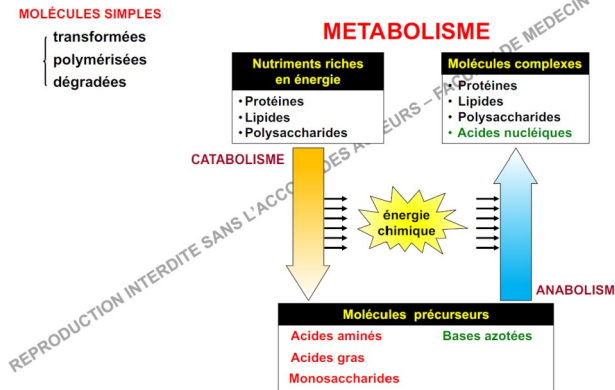 MOLÉCULES SIMPLES
transformées
polymérisées
dégradées
METABOLISME
Nutriments riches
en énergie
• Protéines
• Lipides
• Polysaccharides
Molécules complexes
• Protéines
• Lipides
• Polysaccharides
• Acides nucléiques
CATABOLISME
énergie
chimique
ANABOLISM
Molécules précurseurs
Acides aminés
Bases azotées
Acides gras
Monosaccharides
REPRODUCTION INTERDITE SANS L'ACCORD DES AUTEURS – FACULTÉ DE MEDECIN